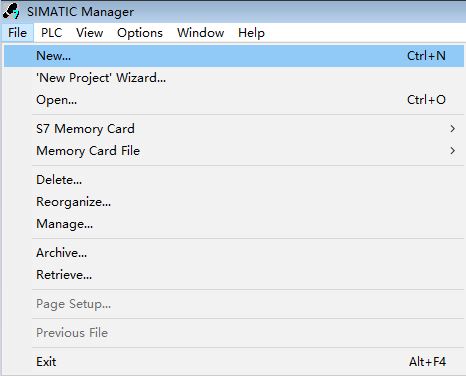 SIMATIC Manager
File PLC View Options Window Help
New... Ctrl+N
'New Project' Wizard...
Open... Ctrl+O
S7 Memory Card
Memory Card File
Delete...
Reorganize...
Manage...
Archive...
Retrieve...
Page Setup...
Previous File
Exit Alt+F4